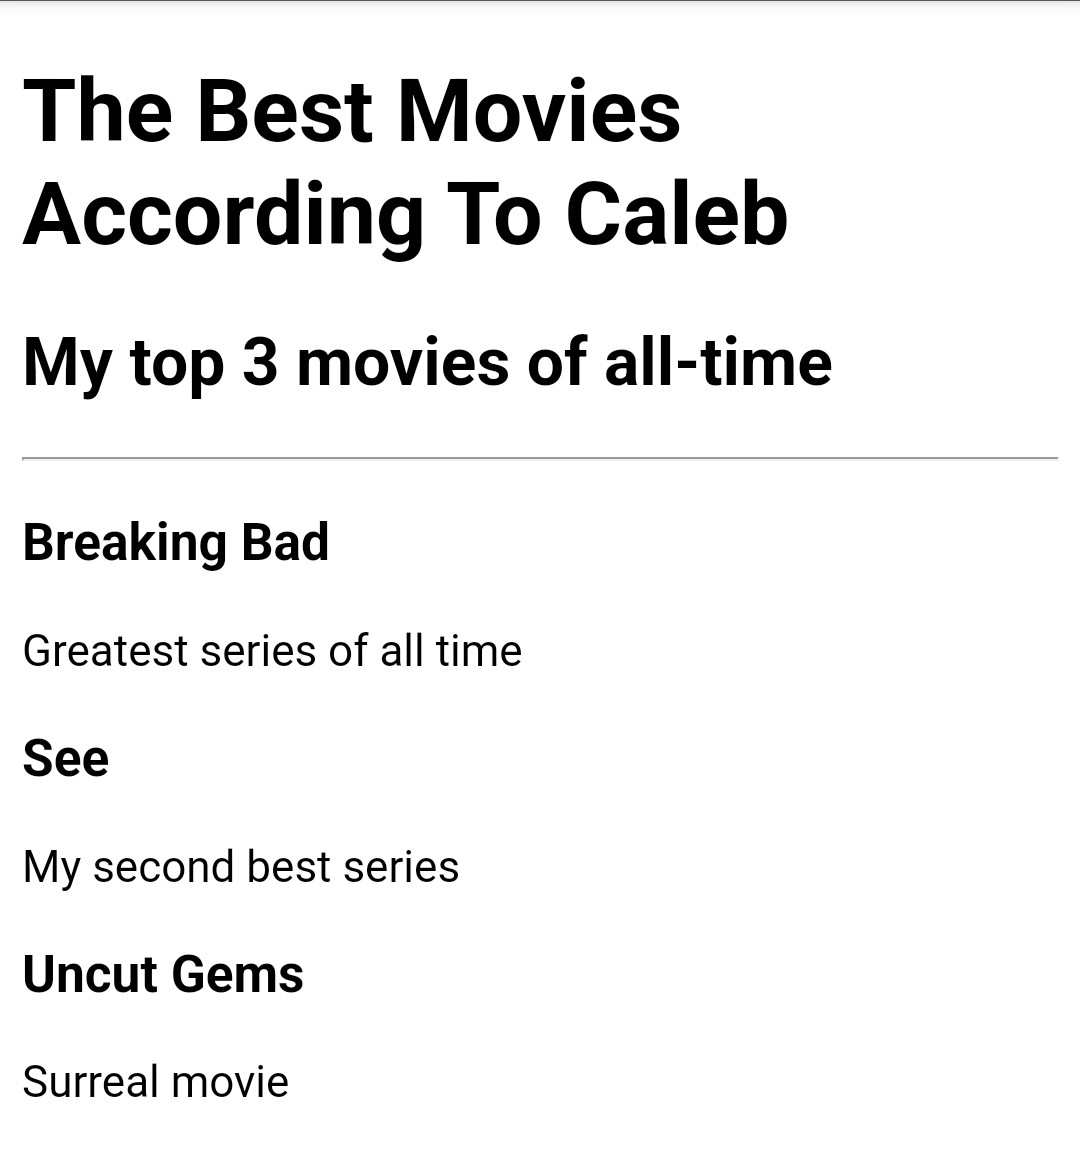 The Best Movies
According To Caleb
My top 3 movies of all-time
Breaking Bad
Greatest series of all time
See
My second best series
Uncut Gems
Surreal movie